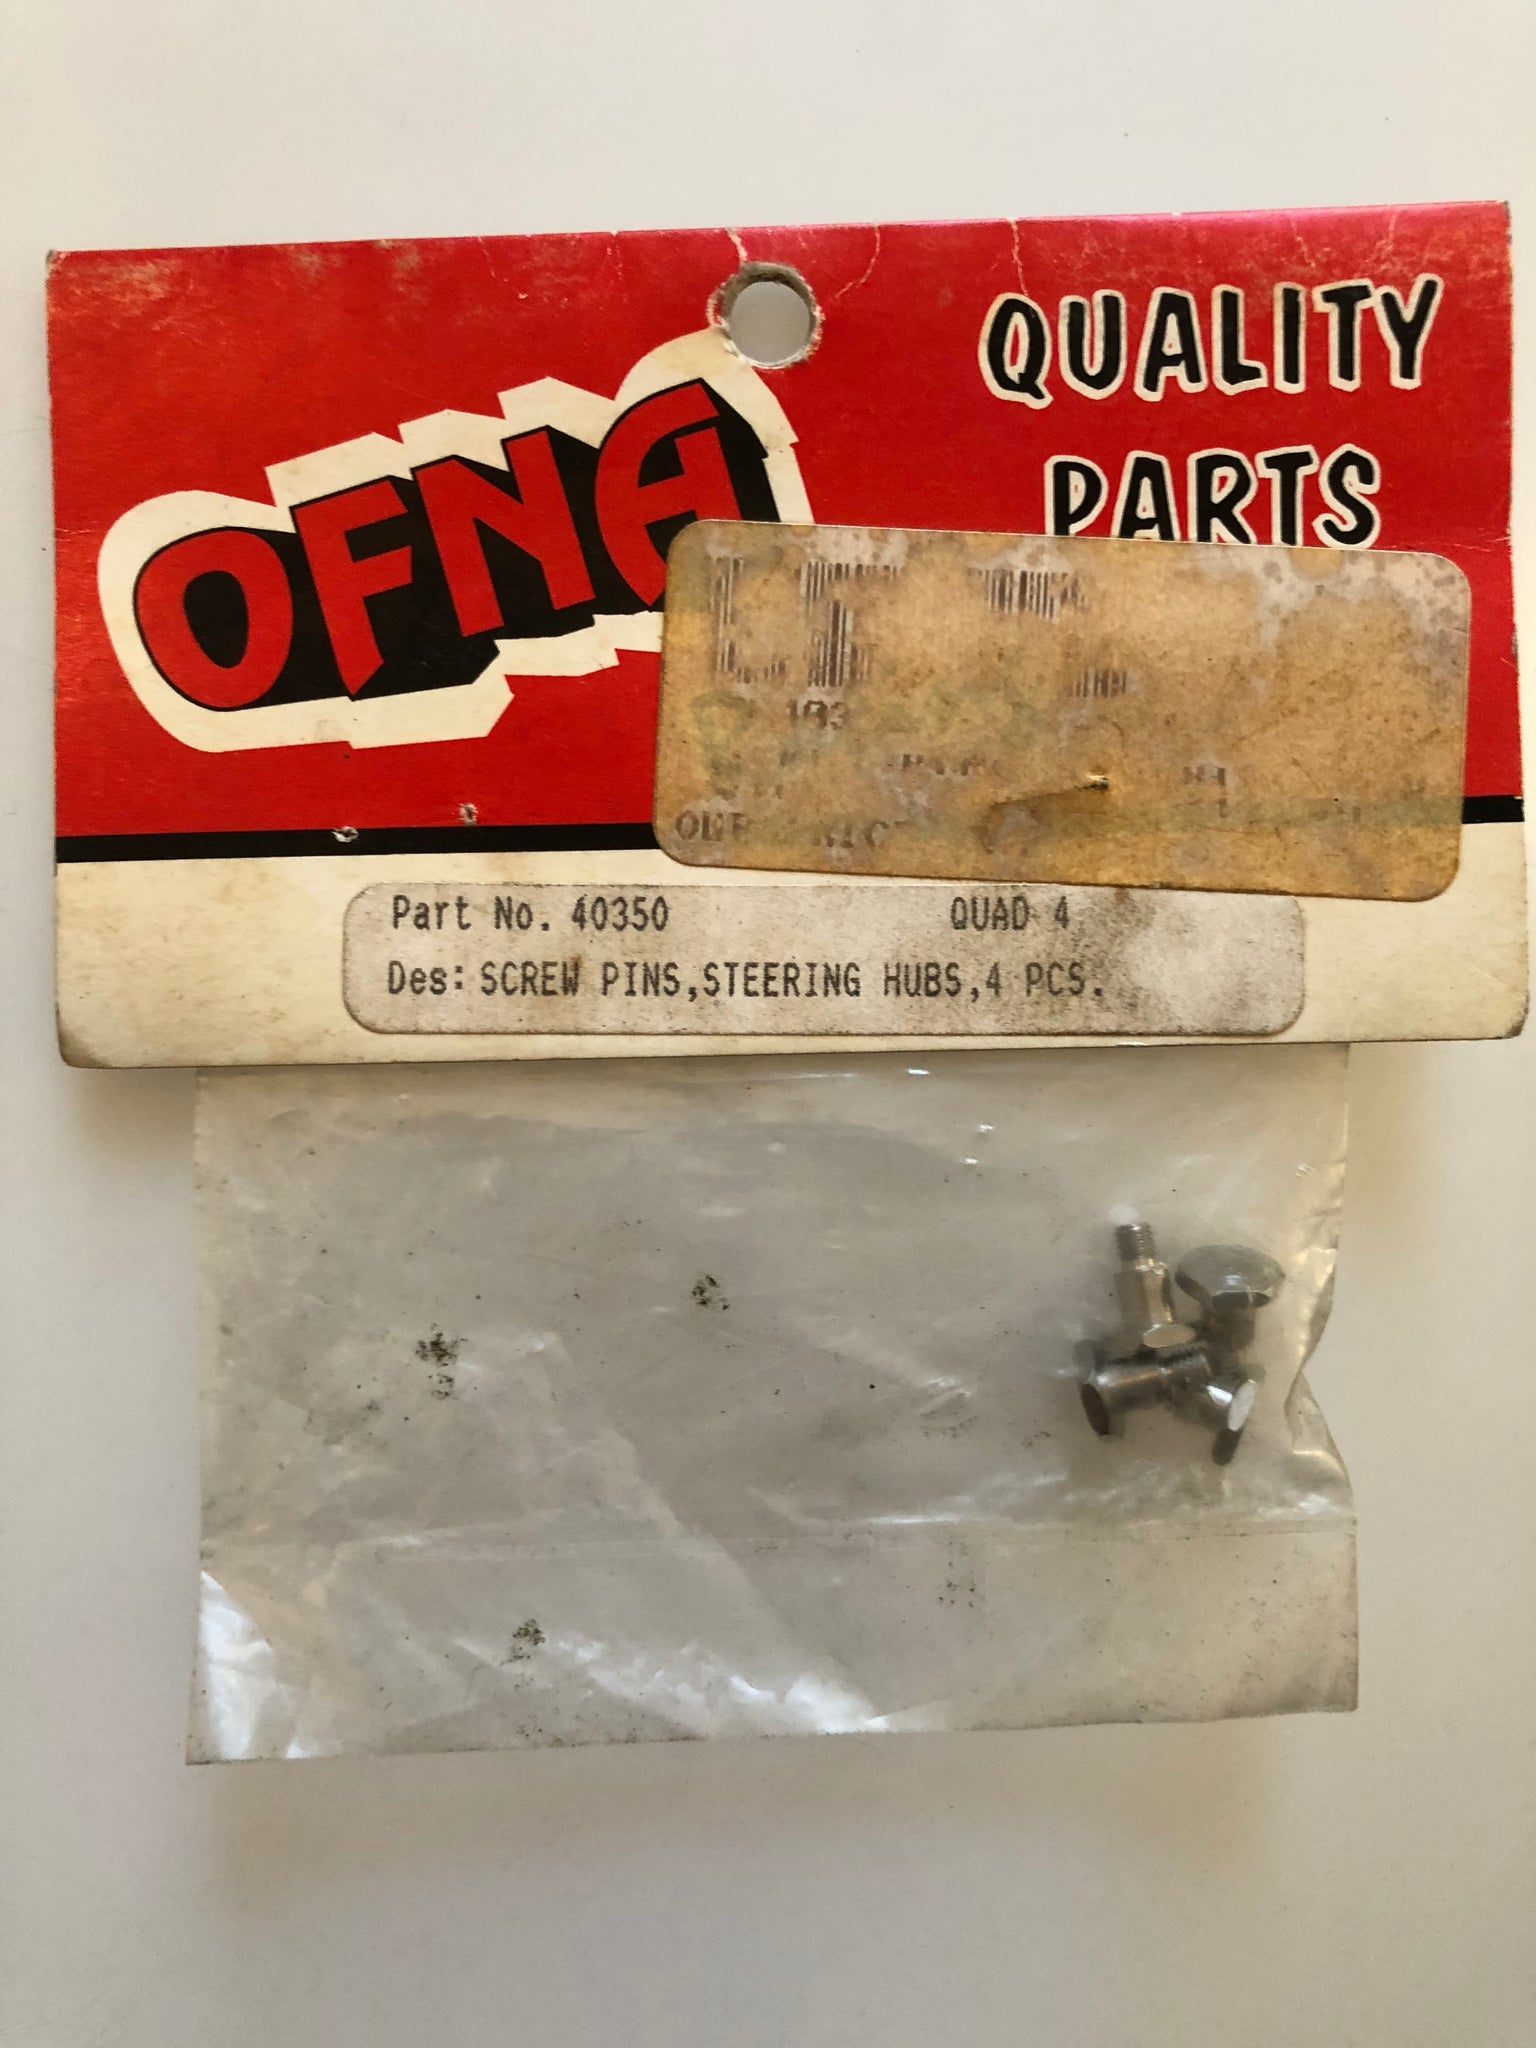 OFNA
QUALITY
PARTS
Part No. 40350 QUAD 4
Des: SCREW PINS,STEERING HUBS,4 PCS.